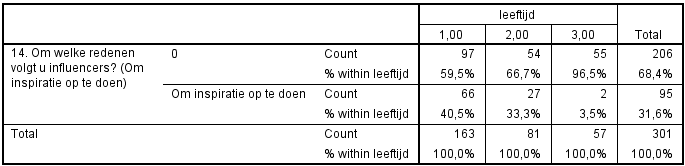 leeftijd
1,00 2,00 3,00 Total
14. Om welke redenen volgt u influencers? (Om inspiratie op te doen) 0 Count 97 54 55 206
% within leeftijd 59,5% 66,7% 96,5% 68,4%
Om inspiratie op te doen Count 66 27 2 95
% within leeftijd 40,5% 33,3% 3,5% 31,6%
Total Count 163 81 57 301
% within leeftijd 100,0% 100,0% 100,0% 100,0%